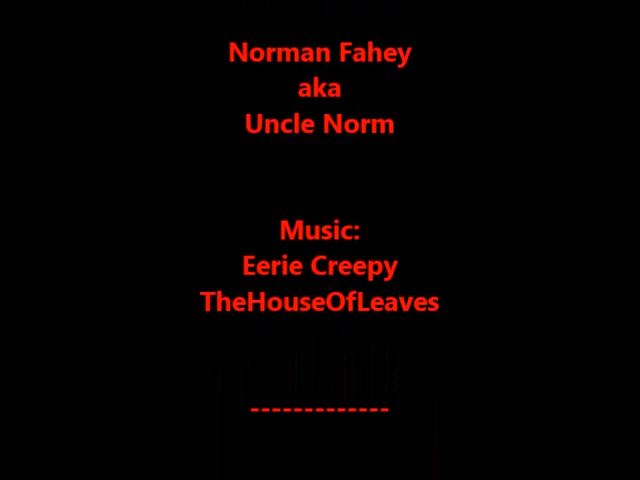 Norman Fahey
aka
Uncle Norm
Music:
Eerie Creepy
TheHouseOfLeaves
-------------